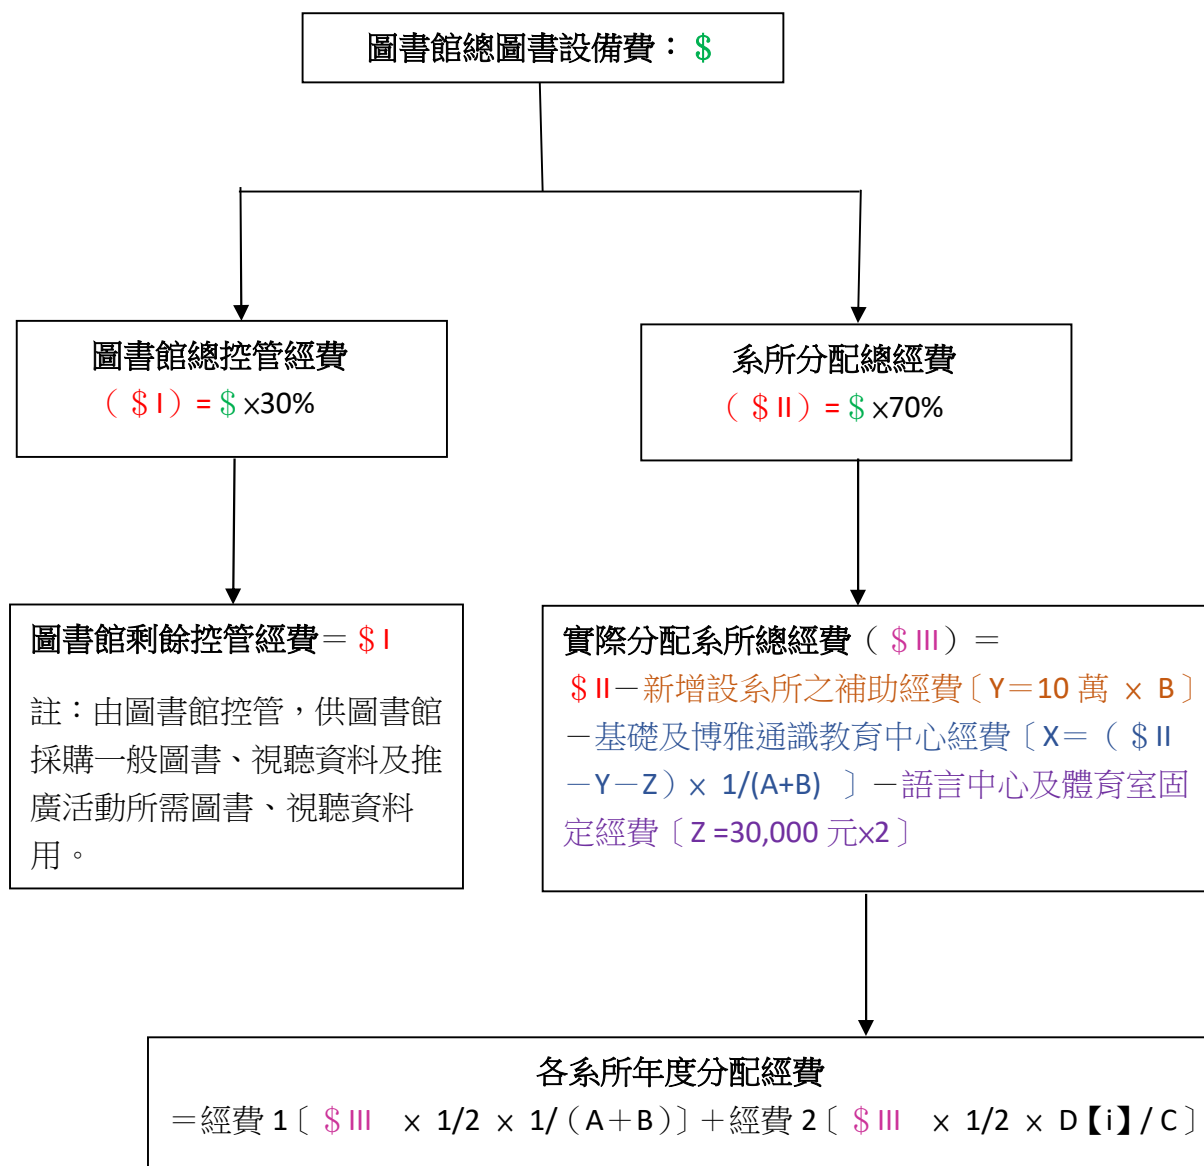 圖書館總圖書設備費：＄
圖書館總控管經費
（＄I）=＄x30%
系所分配總經費
（＄II）=＄x70%
圖書館剩餘控管經費＝＄I
註：由圖書館控管，供圖書館
採購一般圖書、視聽資料及推
廣活動所需圖書、視聽資料
用。
實際分配系所總經費（＄III）＝
＄II－新增設系所之補助經費〔Y＝10 萬 x B〕
－基礎及博雅通識教育中心經費〔X＝（＄II
－Y－Z）x 1/(A+B) 〕－語言中心及體育室固
定經費〔Z =30,000 元x2〕
各系所年度分配經費
＝經費 1〔＄III x 1/2 x 1/（A＋B）〕＋經費 2〔＄III x 1/2 x D【i】/ C〕